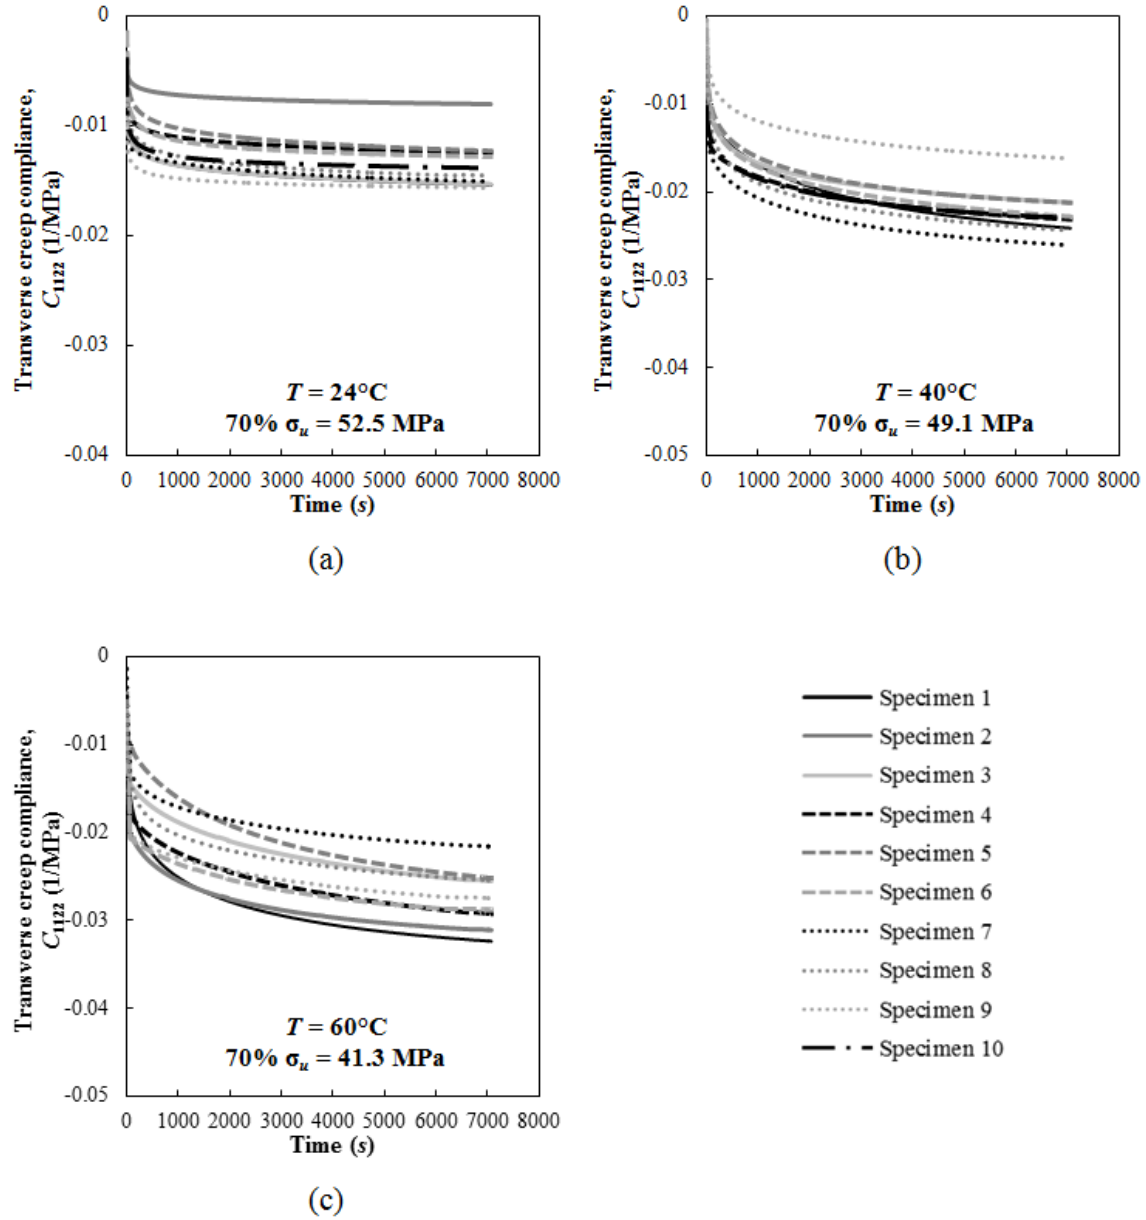 0
-0.01
-0.02
-0.03
-0.04
Transverse creep compliance,
C1122 (1/MPa)
T = 24°C
70% σu = 52.5 MPa
0 1000 2000 3000 4000 5000 6000 7000 8000
Time (s)
(a)
0
-0.01
-0.02
-0.03
-0.04
-0.05
Transverse creep compliance,
C1122 (1/MPa)
T = 40°C
70% σu = 49.1 MPa
0 1000 2000 3000 4000 5000 6000 7000 8000
Time (s)
(b)
0
-0.01
-0.02
-0.03
-0.04
-0.05
Transverse creep compliance,
C1122 (1/MPa)
T = 60°C
70% σu = 41.3 MPa
0 1000 2000 3000 4000 5000 6000 7000 8000
Time (s)
(c)
Specimen 1
Specimen 2
Specimen 3
Specimen 4
Specimen 5
Specimen 6
Specimen 7
Specimen 8
Specimen 9
Specimen 10